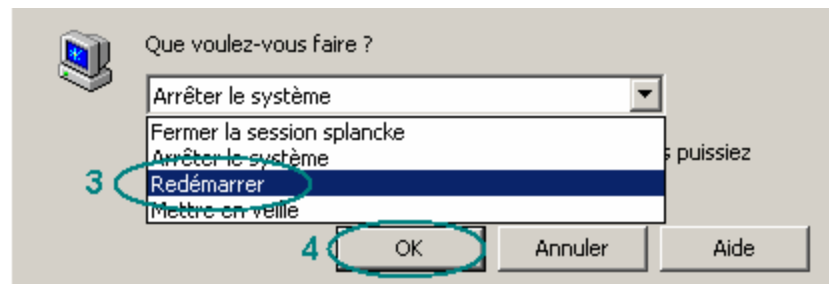 Que voulez-vous faire ?
Arrêter le système
Fermer la session splancke
Arrêter le système
s puissiez
3 Redémarrer
Mettre en veille
4 OK Annuler Aide